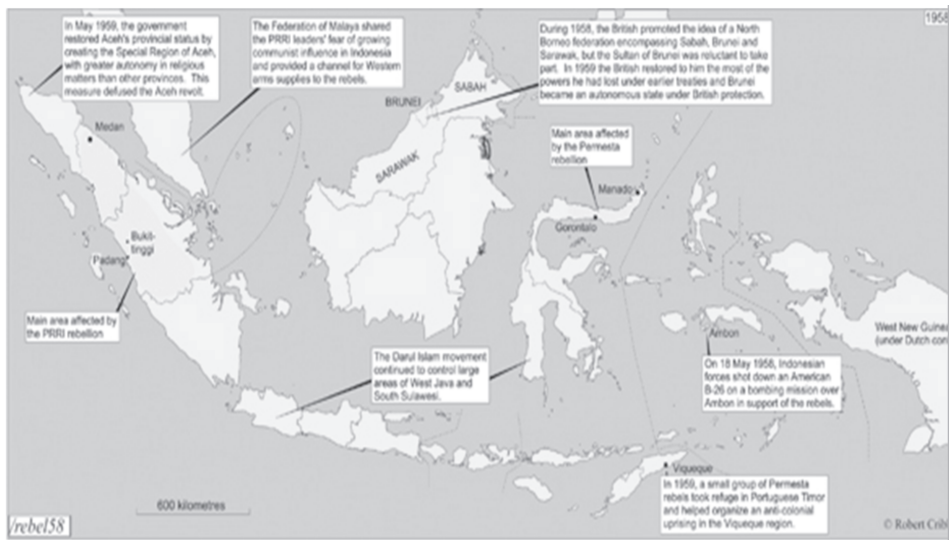 1958
In May 1959, the government
restored Aceh's provincial status by
creating the Special Region of Aceh,
with greater autonomy in religious
matters than other provinces. This
measure defused the Aceh revolt.
The Federation of Malaya shared
the PRRI leaders' fear of growing
communist influence in Indonesia
and provided a channel for Western
arms supplies to the rebels.
During 1958, the British promoted the idea of a North
Borneo federation encompassing Sabah, Brunei and
Sarawak, but the Sultan of Brunei was reluctant to take
part. In 1959 the British restored to him the most of the
powers he had lost under earlier treaties and Brunei
became an autonomous state under British protection.
SABAH
BRUNEI
SARAWAK
Medan
Main area affected
by the Permesta
rebellion
Manado
Gorontalo
Bukit-
tinggi
Padang
Main area affected by
the PRRI rebellion
The Darul Islam movement
continued to control large
areas of West Java and
South Sulawesi.
Ambon
West New Guine
(under Dutch con
On 18 May 1958, Indonesian
forces shot down an American
B-26 on a bombing mission over
Ambon in support of the rebels.
Viqueque
In 1959, a small group of Permesta
rebels took refuge in Portuguese Timor
and helped organize an anti-colonial
uprising in the Viqueque region.
600 kilometres
/rebel58
© Robert Crib